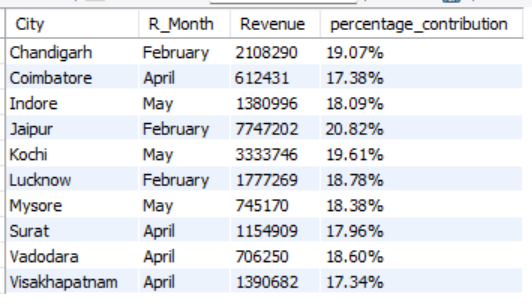 City R_Month Revenue percentage_contribution
Chandigarh February 2108290 19.07%
Coimbatore April 612431 17.38%
Indore May 1380996 18.09%
Jaipur February 7747202 20.82%
Kochi May 3333746 19.61%
Lucknow February 1777269 18.78%
Mysore May 745170 18.38%
Surat April 1154909 17.96%
Vadodara April 706250 18.60%
Visakhapatnam April 1390682 17.34%